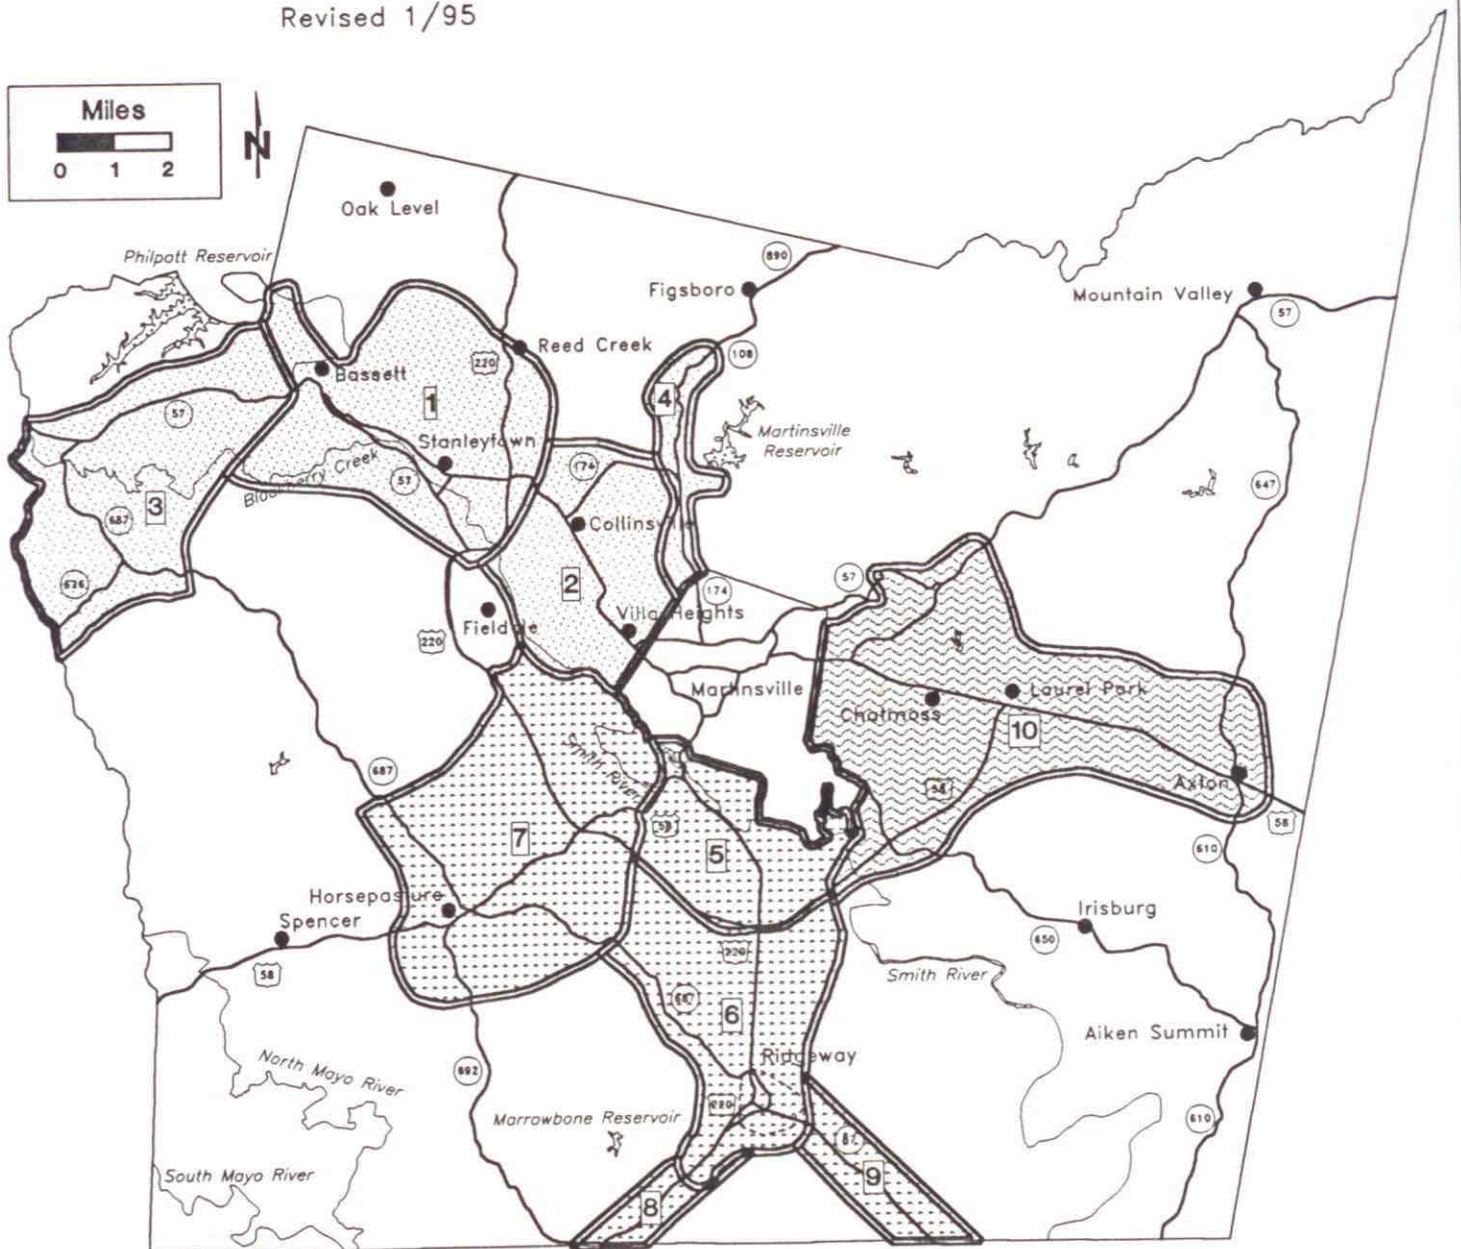 Revised 1/95
Miles
0 1 2
N
Oak Level
Philpott Reservoir
890
Figsboro
Mountain Valley
57
Reed Creek
220
108
Bassett
1
4
57
Stanleytown
Martinsville
Reservoir
Blackberry Creek
57
174
647
3
687
Collinsville
636
2
57
174
Villa Heights
Fieldale
220
Martinsville
Laurel Park
Chatmoss
10
Smith River
687
58
Axton
58
58
7
5
610
Horsepasture
Spencer
Irisburg
650
58
220
Smith River
687
6
Aiken Summit
Ridgeway
North Mayo River
692
220
Marrowbone Reservoir
610
87
South Mayo River
9
8